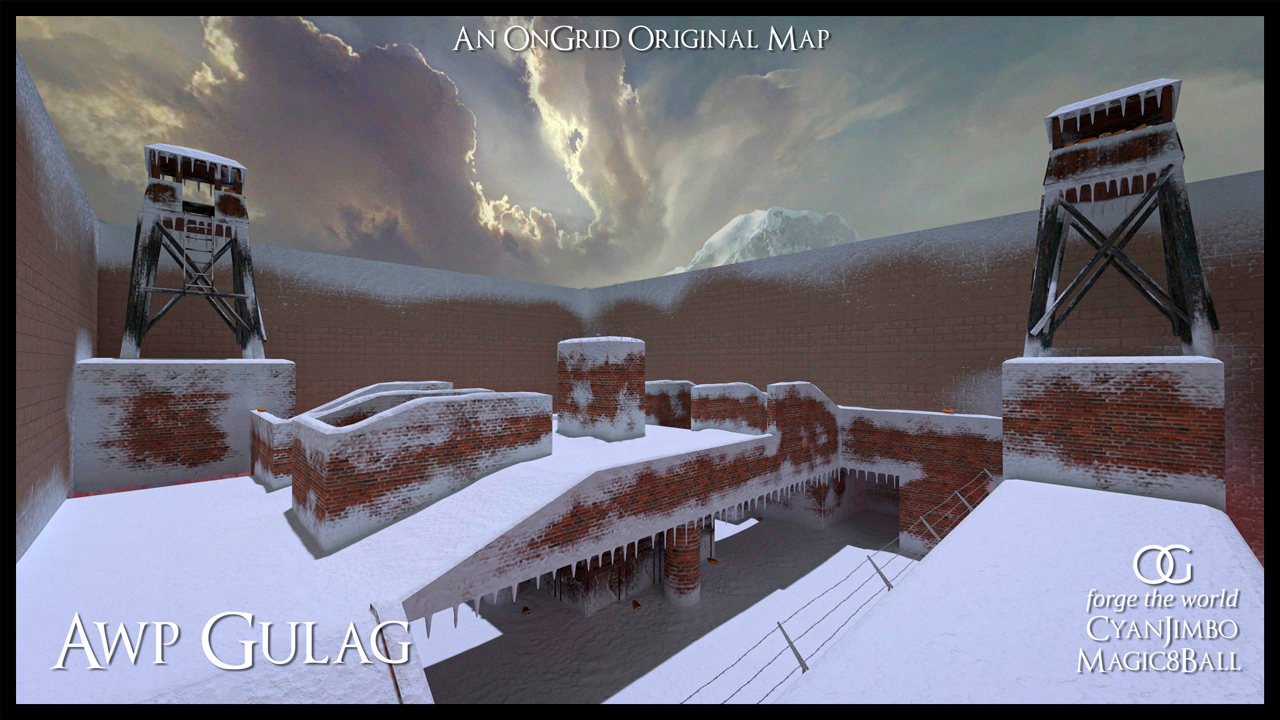 An OnGrid Original Map
Awp Gulag
OG
forge the world
CyanJimbo
Magic8Ball